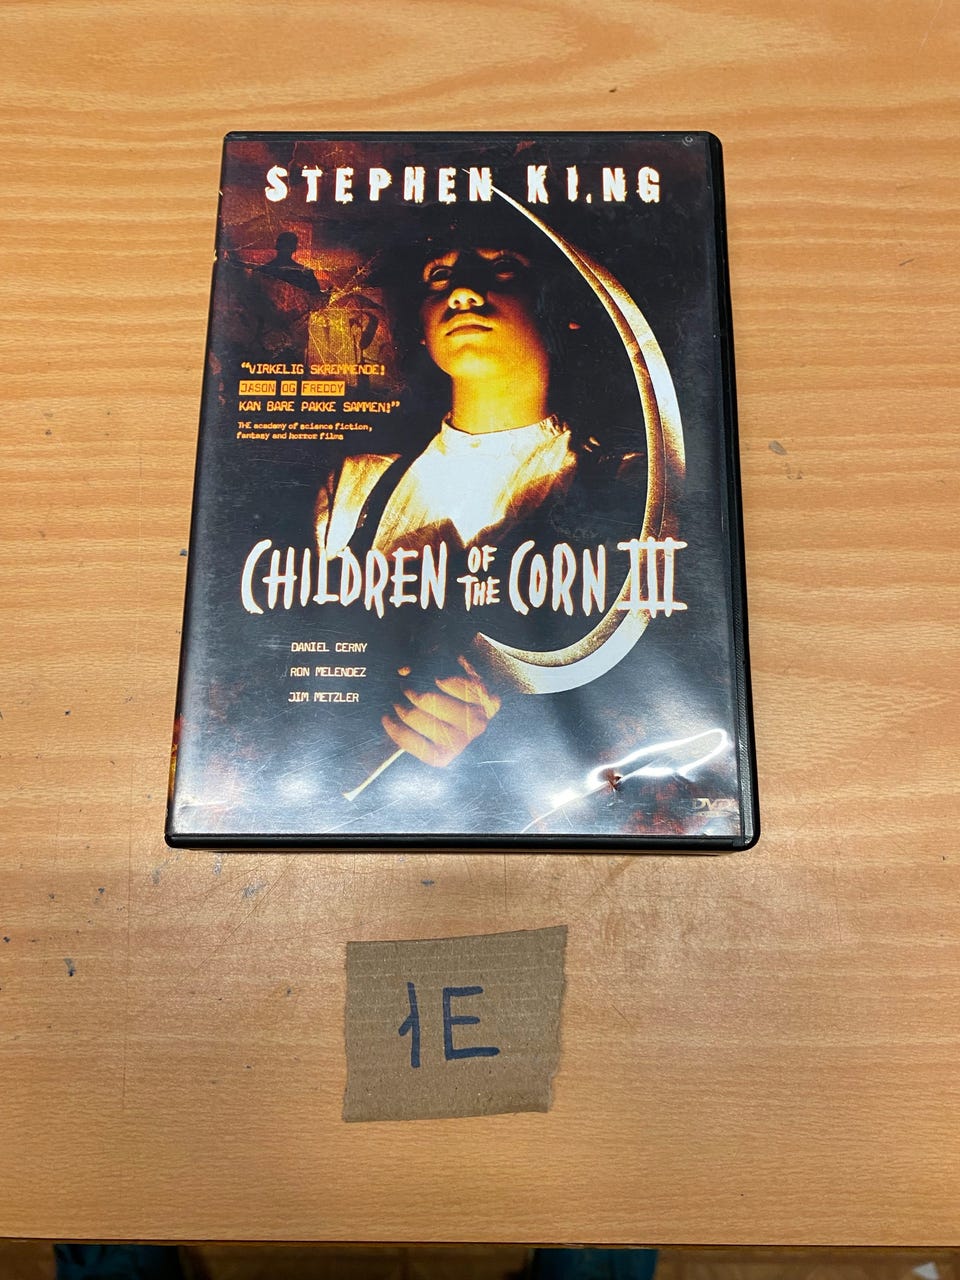 STEPHEN KING
"VIRKELIG SKREMMENDE!
JASON OG FREDDY
KAN BARE PAKKE SAMMEN!"
THE academy of science fiction,
fantasy and horror films
CHILDREN OF THE CORN III
DANIEL CERNY
RON MELENDEZ
JIM METZLER
DVD
1E